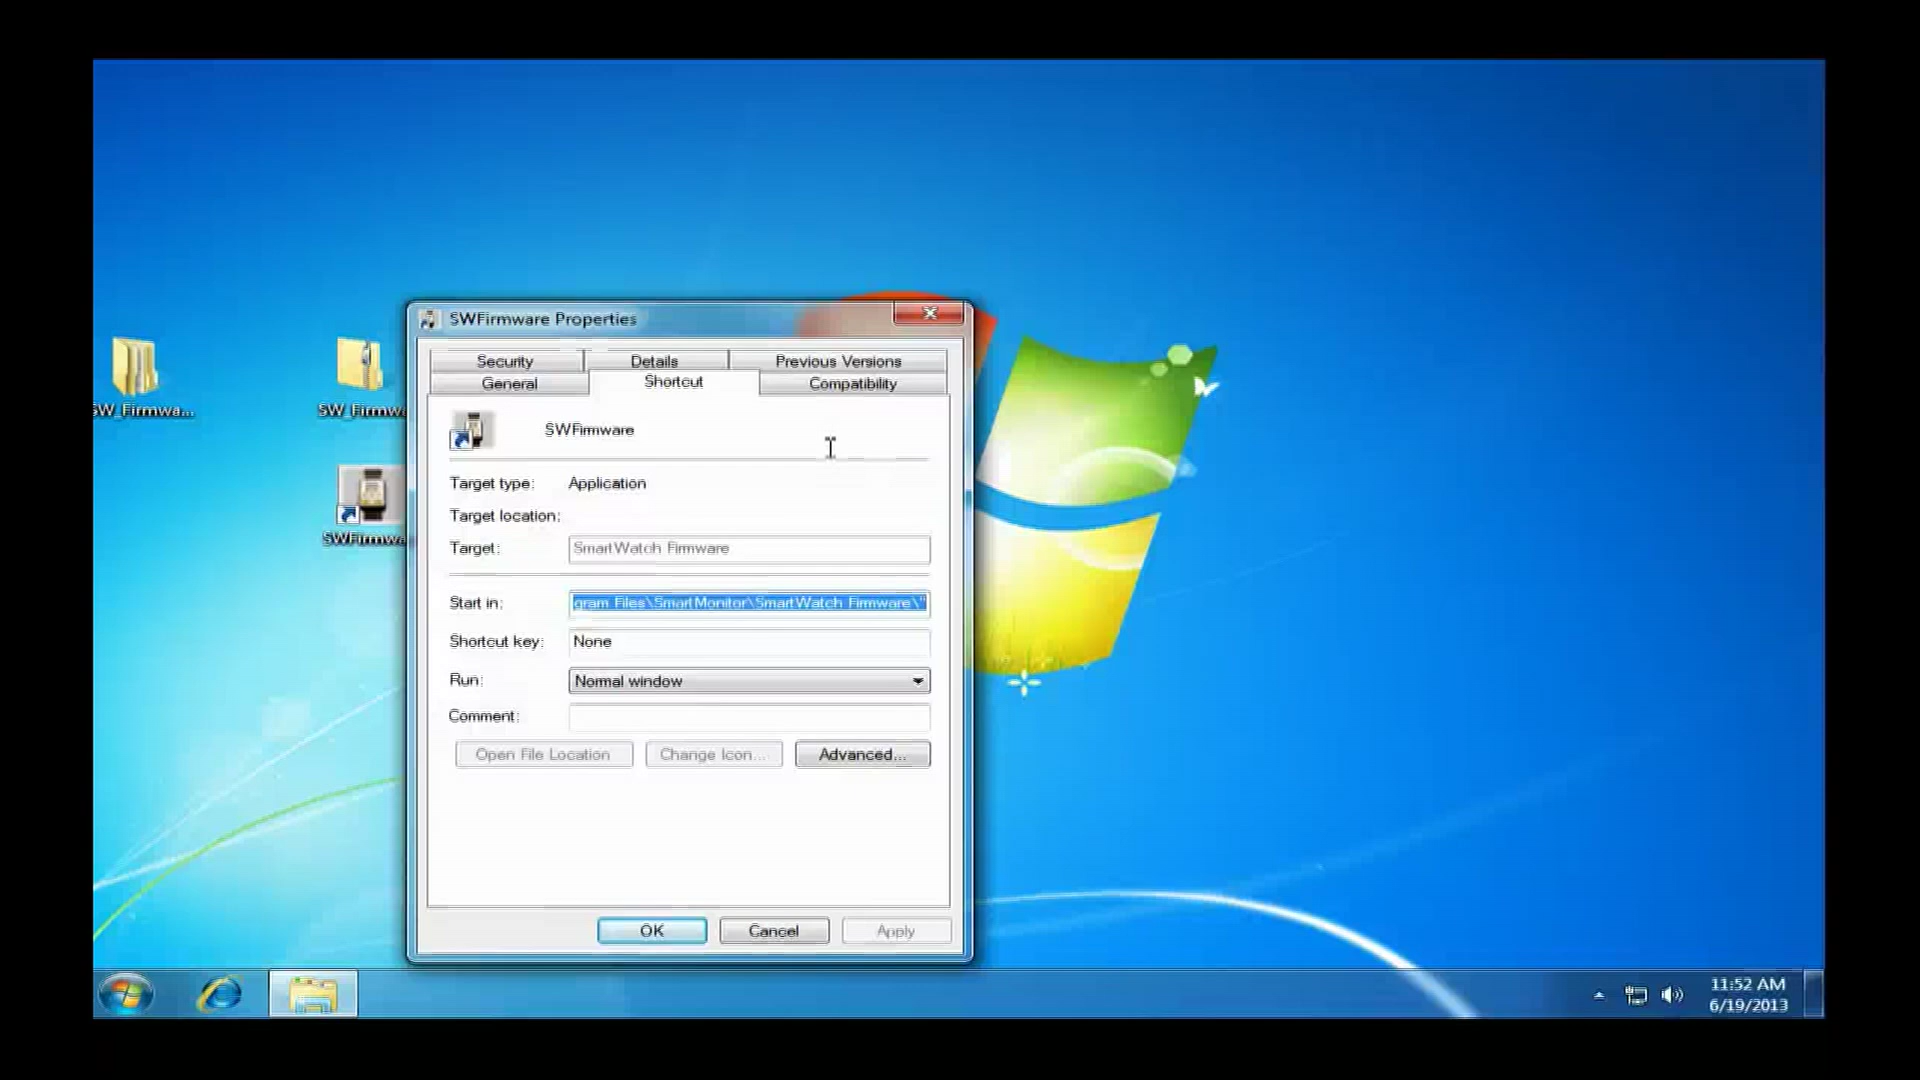 SWFirmware Properties
Security Details Previous Versions
General Shortcut Compatibility
SW_Firmwa...
SW_Firmwa
SWFirmware
Target type: Application
Target location:
SWFirmwa
Target: SmartWatch Firmware
Start in: gram Files\SmartMonitor\SmartWatch Firmware\"
Shortcut key: None
Run: Normal window
Comment:
Open File Location Change Icon... Advanced...
OK Cancel Apply
11:52 AM
6/19/2013